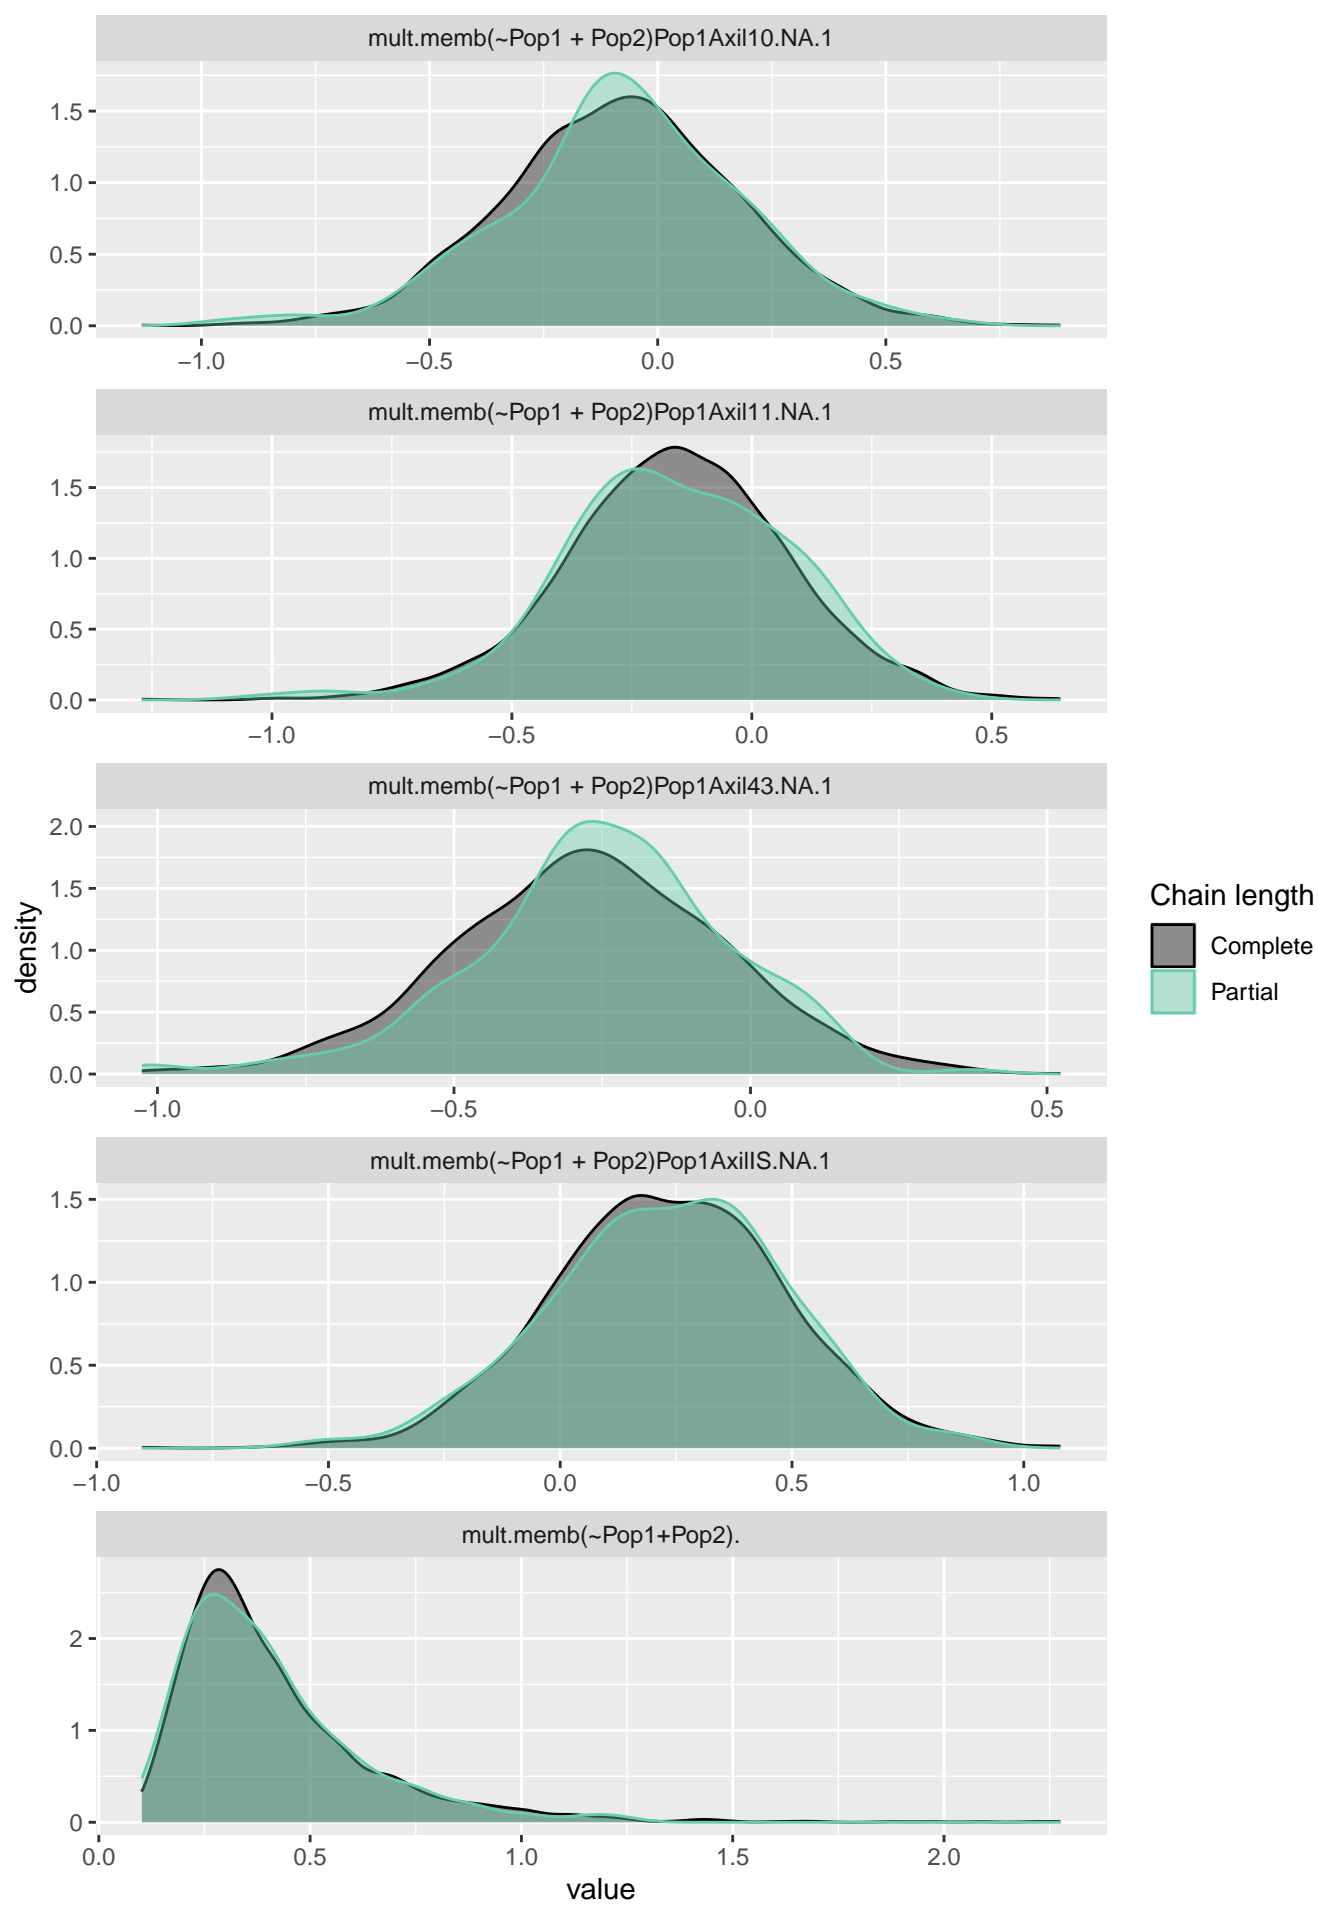 mult.memb(~Pop1 + Pop2)Pop1Axil10.NA.1
1.5
1.0
0.5
0.0
−1.0 −0.5 0.0 0.5
mult.memb(~Pop1 + Pop2)Pop1Axil11.NA.1
1.5
1.0
0.5
0.0
−1.0 −0.5 0.0 0.5
mult.memb(~Pop1 + Pop2)Pop1Axil43.NA.1
2.0
1.5
1.0
0.5
0.0
−1.0 −0.5 0.0 0.5
density
Chain length
Complete
Partial
mult.memb(~Pop1 + Pop2)Pop1AxilIS.NA.1
1.5
1.0
0.5
0.0
−1.0 −0.5 0.0 0.5 1.0
mult.memb(~Pop1+Pop2).
2
1
0
0.0 0.5 1.0 1.5 2.0
value